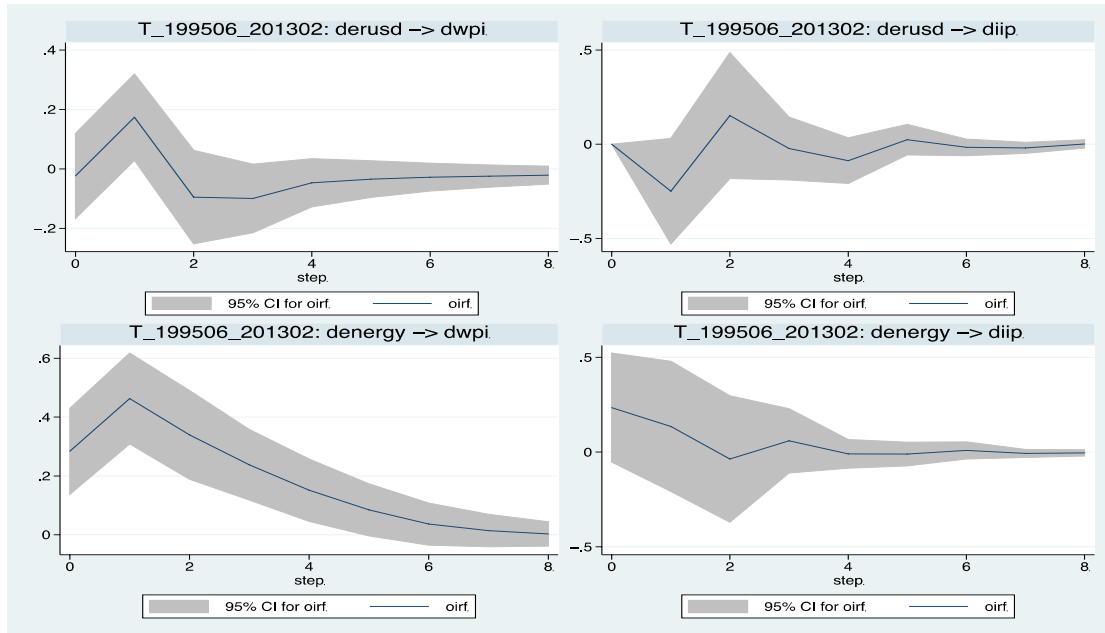 T_199506_201302: derusd −> dwpi.
.4
.2
0
−.2
0
2
4
6
8.
step.
95% CI for oirf.
oirf.
T_199506_201302: derusd −> diip.
.5
0
−.5
0
2
4
6
8.
step.
95% CI for oirf.
oirf.
T_199506_201302: denergy −> dwpi.
.6
.4
.2
0
0
2
4
6
8.
step.
95% CI for oirf.
oirf.
T_199506_201302: denergy −> diip.
.5
0
−.5
0
2
4
6
8.
step.
95% CI for oirf.
oirf.